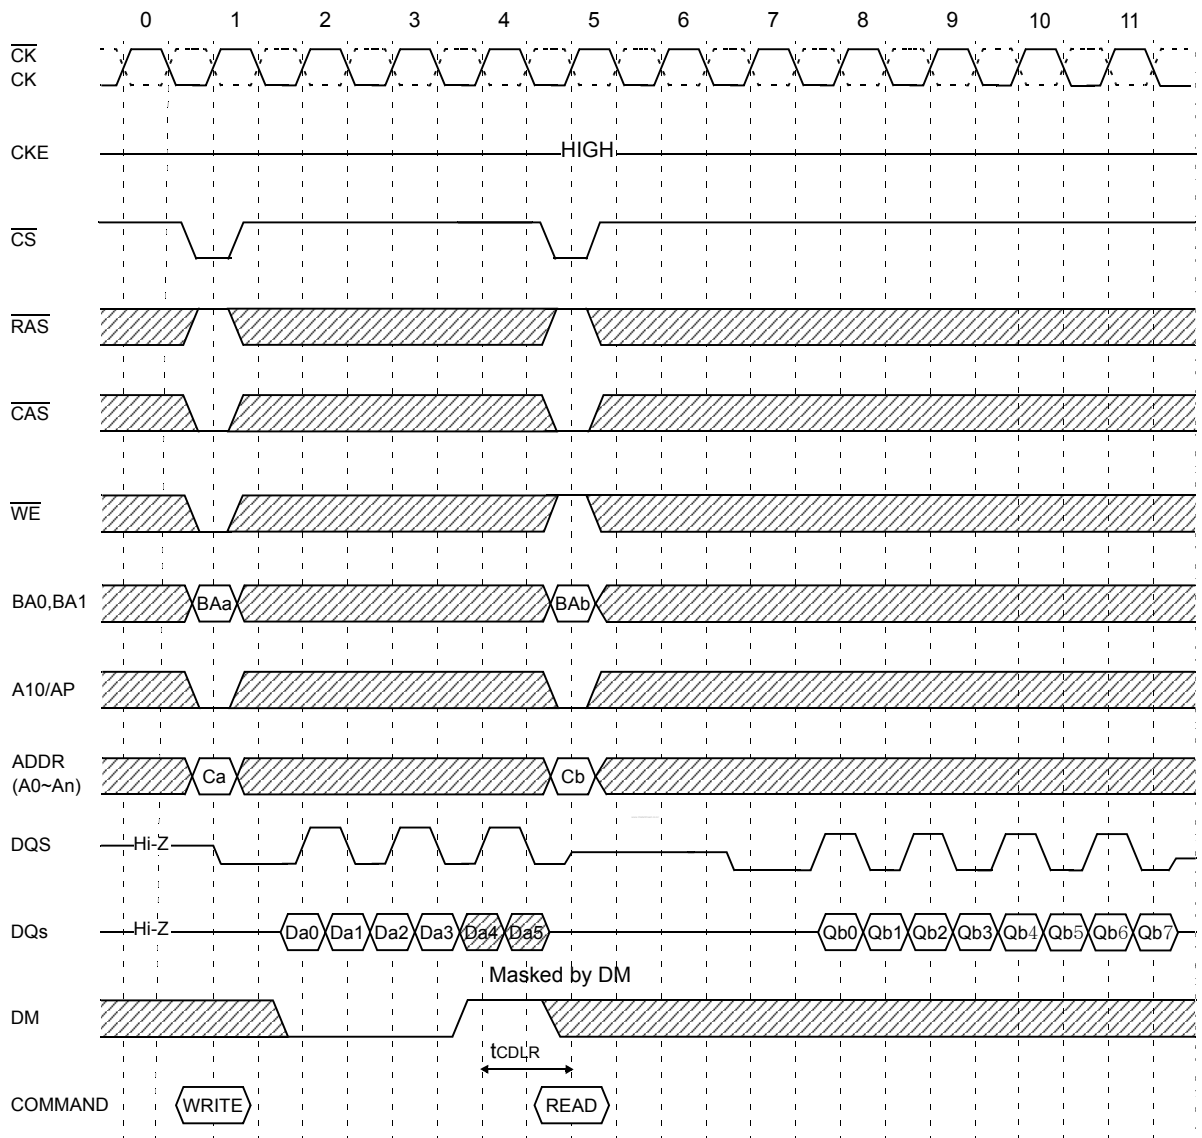 0 1 2 3 4 5 6 7 8 9 10 11
CK
CK
CKE HIGH
CS
RAS
CAS
WE
BA0,BA1 BAa BAb
A10/AP
ADDR
(A0~An) Ca Cb
DQS Hi-Z
DQs Hi-Z Da0 Da1 Da2 Da3 Da4 Da5 Qb0 Qb1 Qb2 Qb3 Qb4 Qb5 Qb6 Qb7
Masked by DM
DM
tCDLR
COMMAND WRITE READ